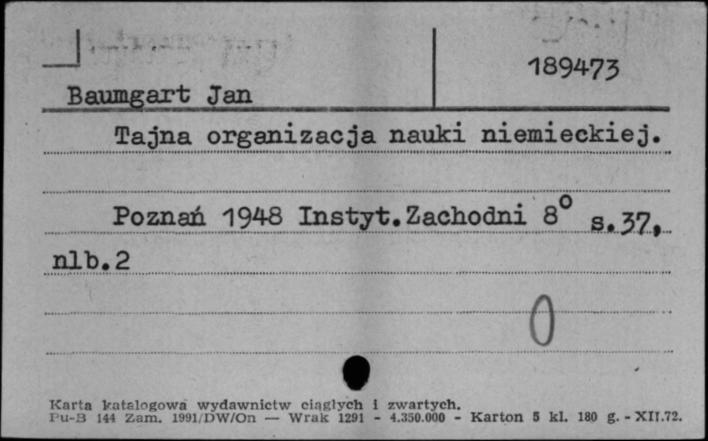 189473
Baumgart Jan
Tajna organizacja nauki niemieckiej.
Poznań 1948 Instyt.Zachodni 8° s.37,
nlb.2
0
Karta katalogowa wydawnictw ciągłych i zwartych.
Pu-B 144 Zam. 1991/DW/On — Wrak 1291 - 4.350.000 - Karton 5 kl. 180 g. - XII.72.